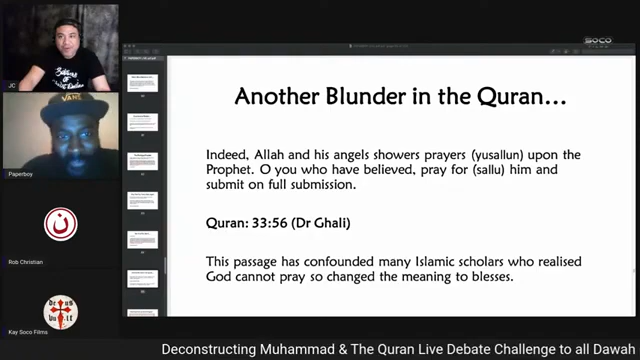 SOCO
JC
VANS
Paperboy
Rob Christian
Kay Soco Films
Another Blunder in the Quran...
Indeed, Allah and his angels showers prayers (yusallun) upon the
Prophet. O you who have believed, pray for (sallu) him and
submit on full submission.
Quran: 33:56 (Dr Ghali)
This passage has confounded many Islamic scholars who realised
God cannot pray so changed the meaning to blesses.
Deconstructing Muhammad & The Quran Live Debate Challenge to all Dawah